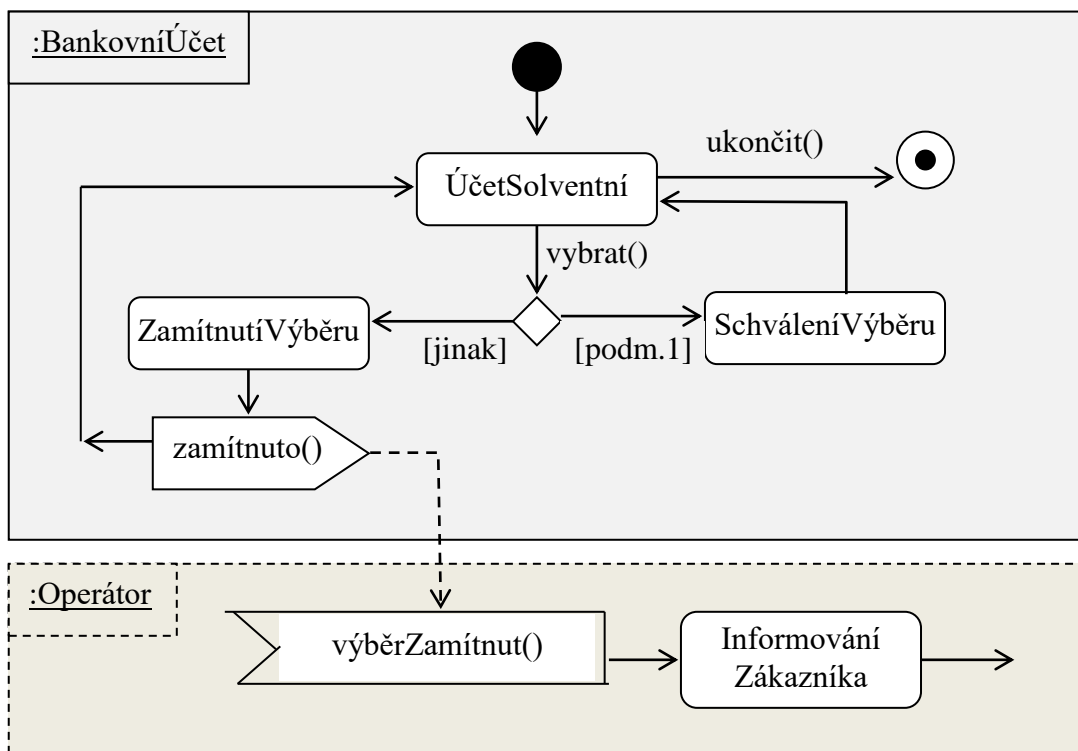 :BankovníÚčet
ukončit()
ÚčetSolventní
vybrat()
ZamítnutíVýběru
SchváleníVýběru
[jinak]
[podm.1]
zamítnuto()
:Operátor
výběrZamítnut()
Informování
Zákazníka